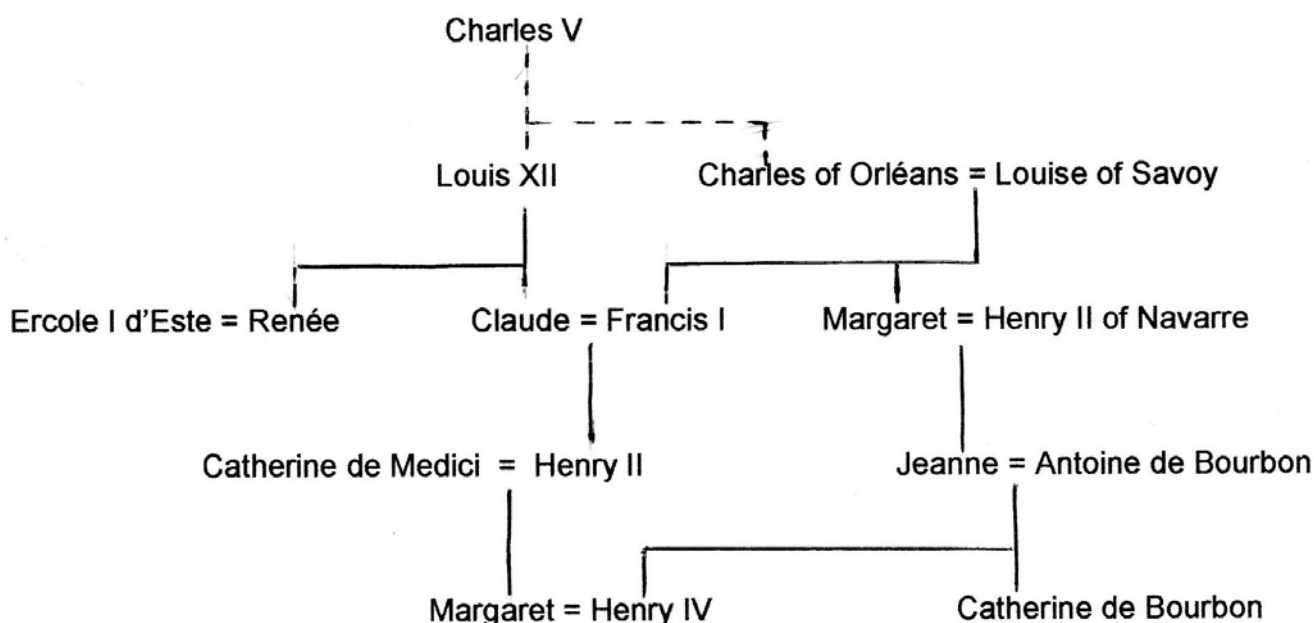 Charles V
Louis XII Charles of Orléans = Louise of Savoy
Ercole I d'Este = Renée Claude = Francis I Margaret = Henry II of Navarre
Catherine de Medici = Henry II Jeanne = Antoine de Bourbon
Margaret = Henry IV Catherine de Bourbon